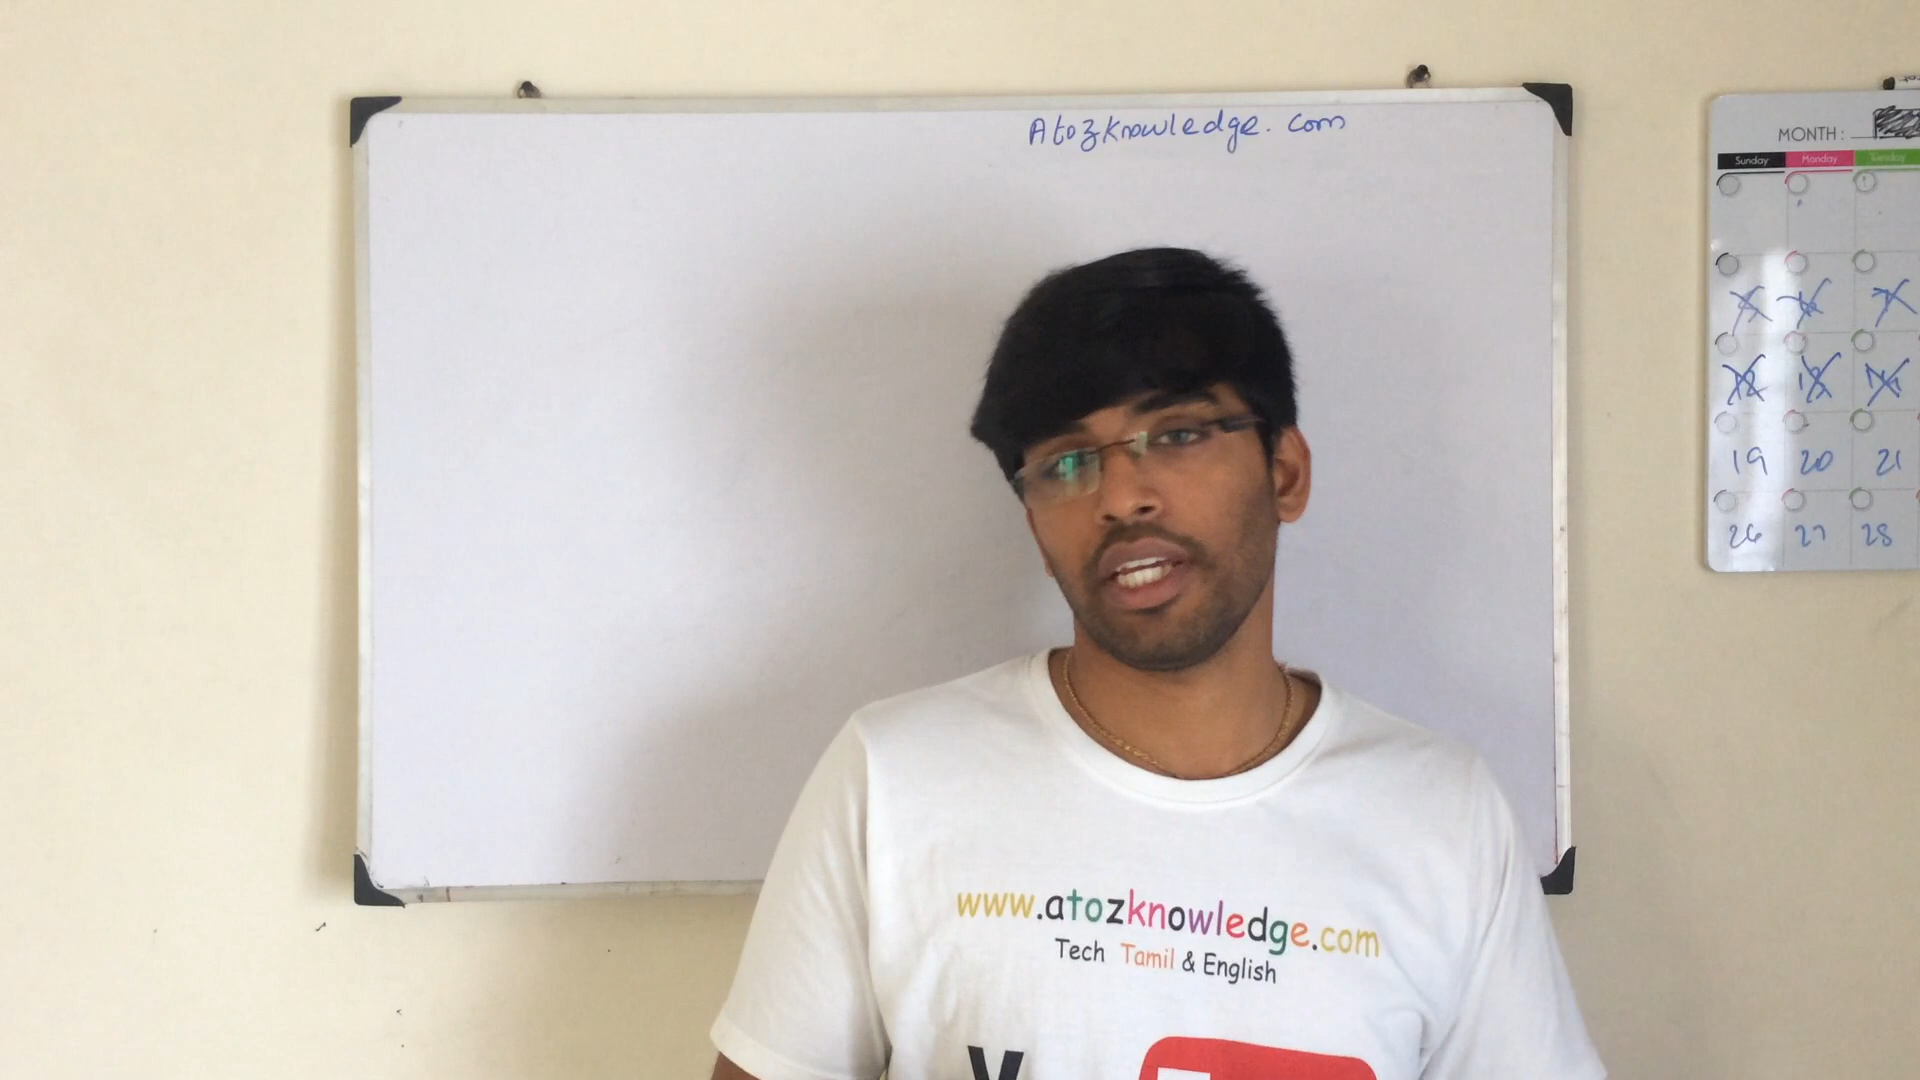 Atozknowledge.com
MONTH:
Sunday Monday Tuesday
19 20 21
26 27 28
www.atozknowledge.com
Tech Tamil & English